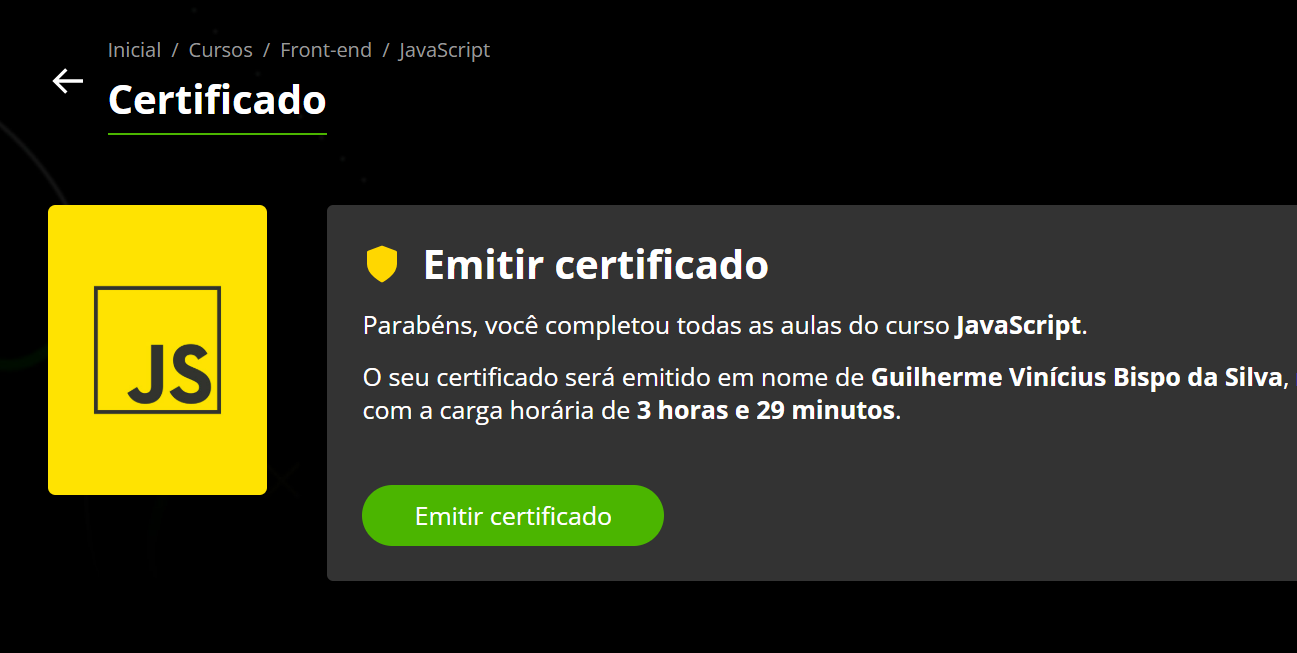 Inicial / Cursos / Front-end / JavaScript
Certificado
JS
Emitir certificado
Parabéns, você completou todas as aulas do curso JavaScript.
O seu certificado será emitido em nome de Guilherme Vinícius Bispo da Silva,
com a carga horária de 3 horas e 29 minutos.
Emitir certificado